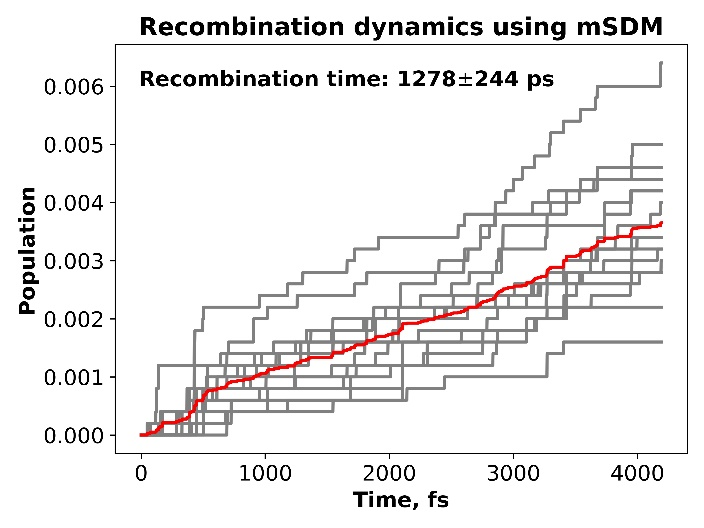 Recombination dynamics using mSDM
Recombination time: 1278±244 ps
0.006
0.005
0.004
0.003
0.002
0.001
0.000
Population
0 1000 2000 3000 4000
Time, fs